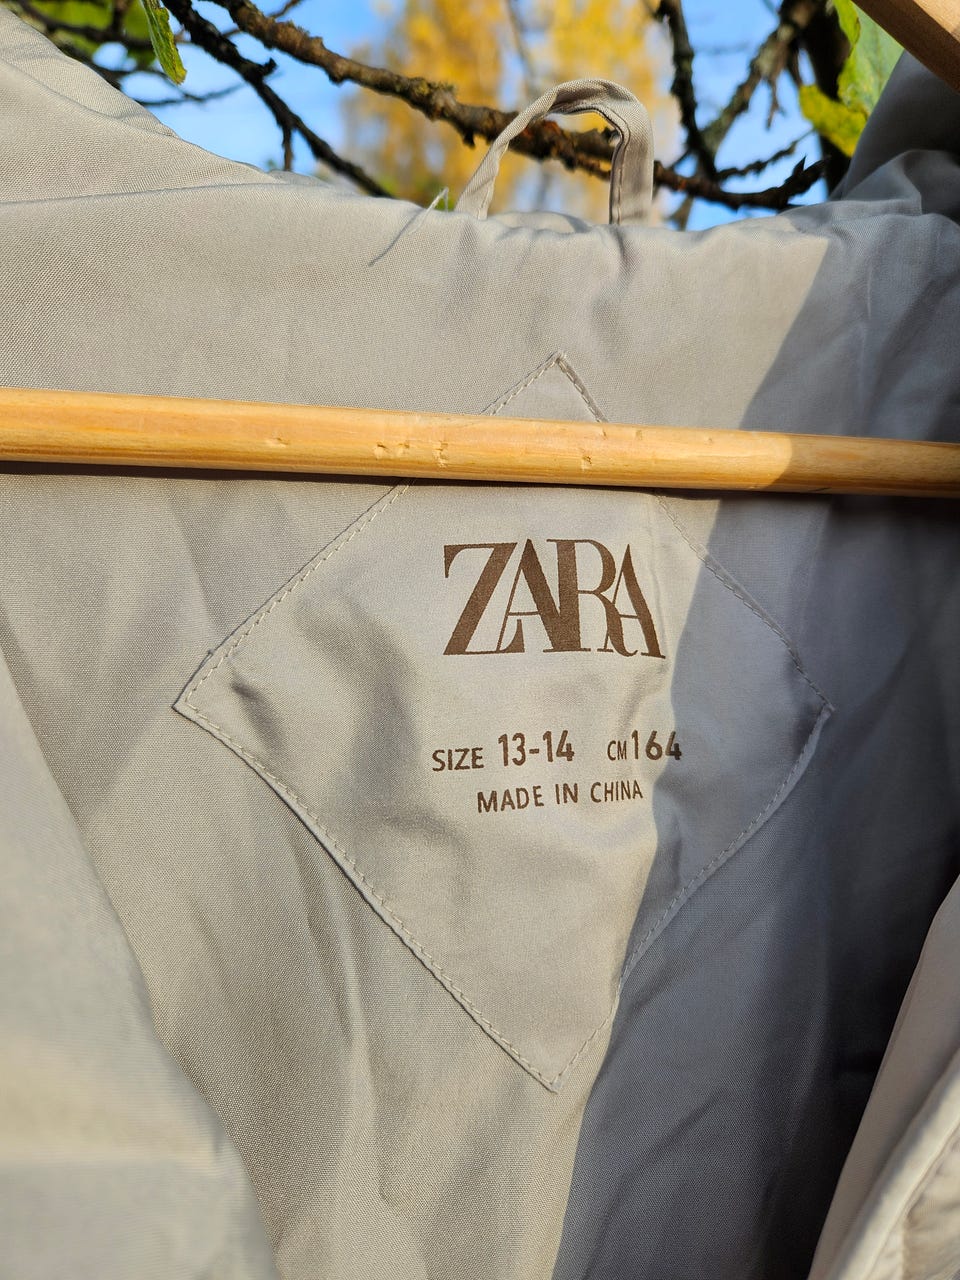 ZARA
SIZE 13-14 CM 164
MADE IN CHINA